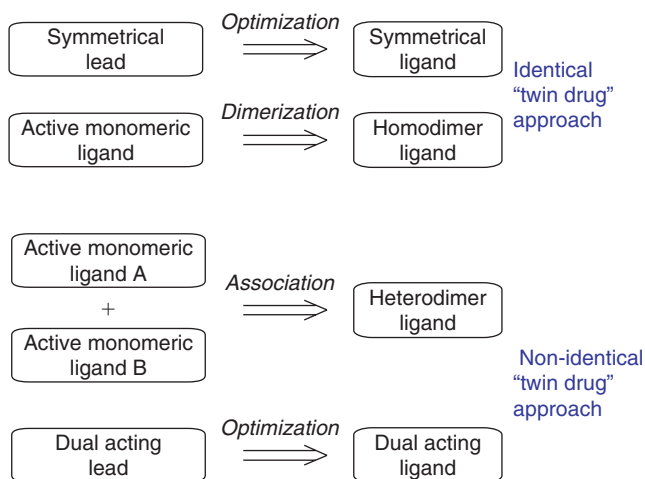 Optimization
Symmetrical
lead
Symmetrical
ligand
Identical
“twin drug”
approach
Dimerization
Active monomeric
ligand
Homodimer
ligand
Active monomeric
ligand A
+
Active monomeric
ligand B
Association
Heterodimer
ligand
Non-identical
“twin drug”
approach
Optimization
Dual acting
lead
Dual acting
ligand